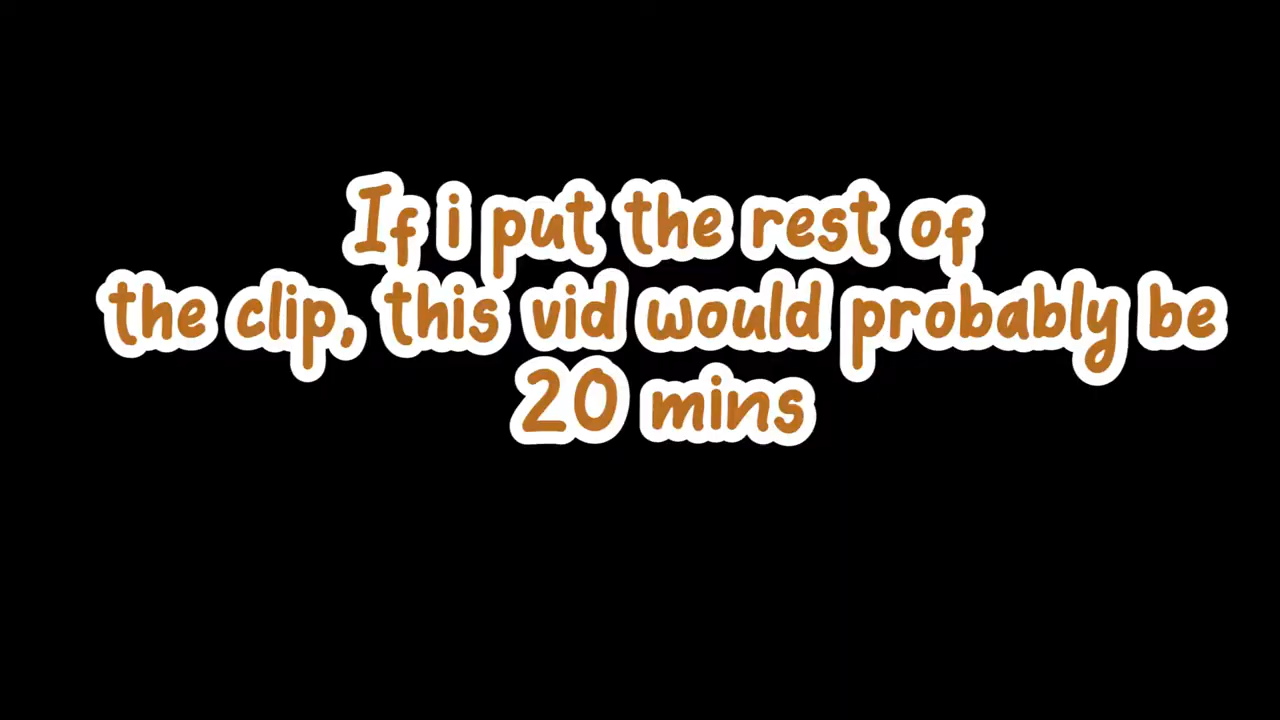 If i put the rest of
the clip, this vid would probably be
20 mins